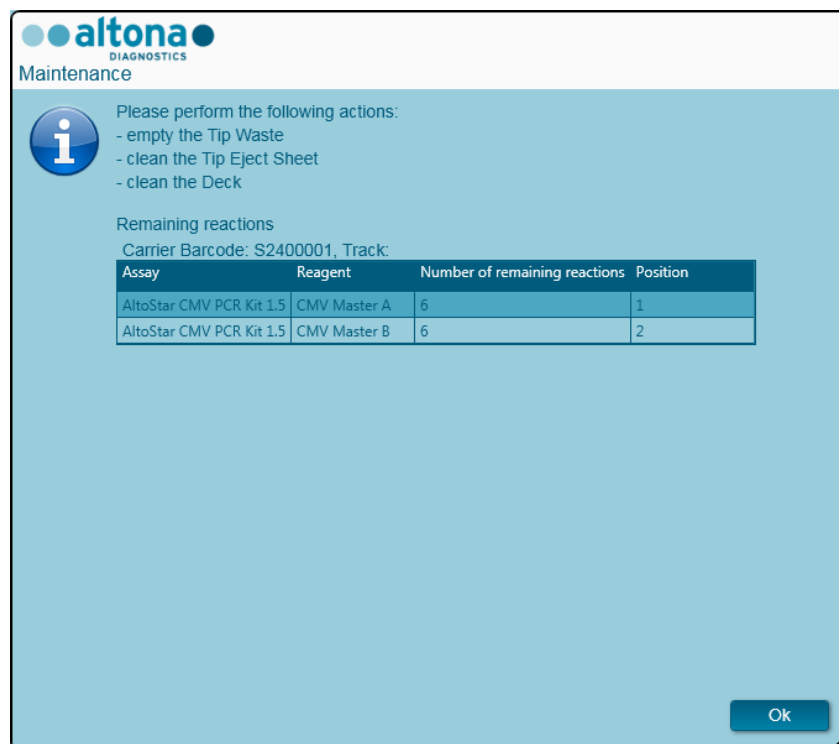 altona
DIAGNOSTICS
Maintenance
Please perform the following actions:
- empty the Tip Waste
- clean the Tip Eject Sheet
- clean the Deck
Remaining reactions
Carrier Barcode: S2400001, Track:
Assay Reagent Number of remaining reactions Position
AltoStar CMV PCR Kit 1.5 CMV Master A 6 1
AltoStar CMV PCR Kit 1.5 CMV Master B 6 2
Ok